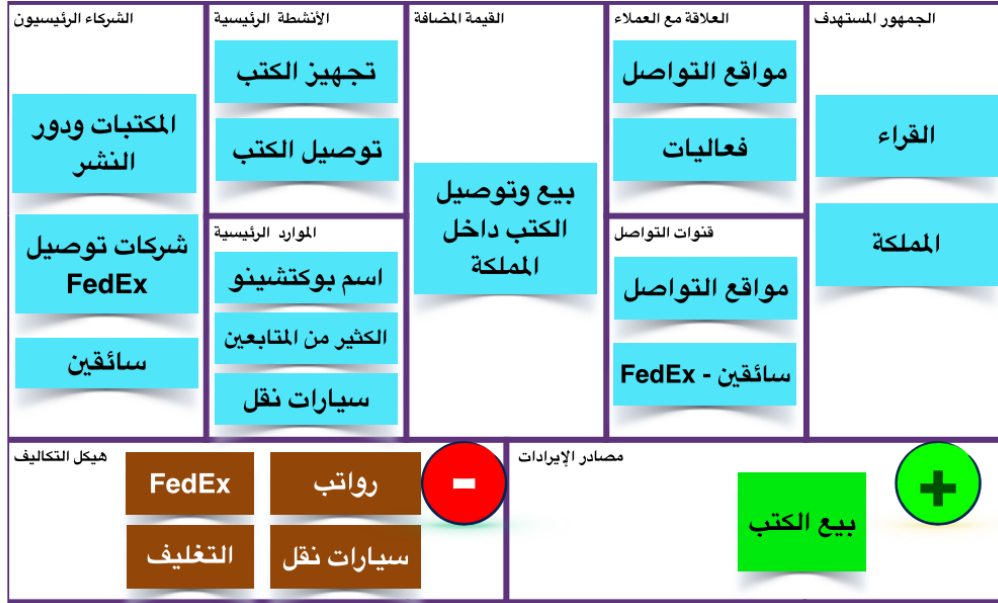 الجمهور المستهدف
القراء
المملكة
العلاقة مع العملاء
مواقع التواصل
فعاليات
قنوات التواصل
مواقع التواصل
سائقين - FedEx
القيمة المضافة
بيع وتوصيل
الكتب داخل
المملكة
الأنشطة الرئيسية
تجهيز الكتب
توصيل الكتب
الموارد الرئيسية
اسم بوكتشينو
الكثير من المتابعين
سيارات نقل
الشركاء الرئيسيون
المكتبات ودور
النشر
شركات توصيل
FedEx
سائقين
مصادر الإيرادات
+
بيع الكتب
هيكل التكاليف
-
رواتب
FedEx
سيارات نقل
التغليف